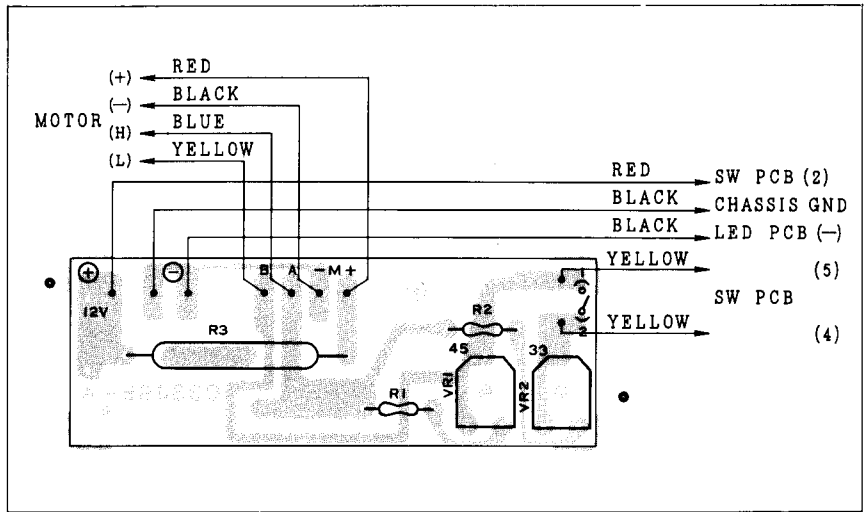 (+) RED
(−) BLACK
MOTOR (H) BLUE
(L) YELLOW
RED SW PCB (2)
BLACK CHASSIS GND
BLACK LED PCB (−)
YELLOW (5)
SW PCB
YELLOW (4)
⊕ ⊖ B A − M + 1
12V
R3
R2
2
45 33
VR1 VR2
R1